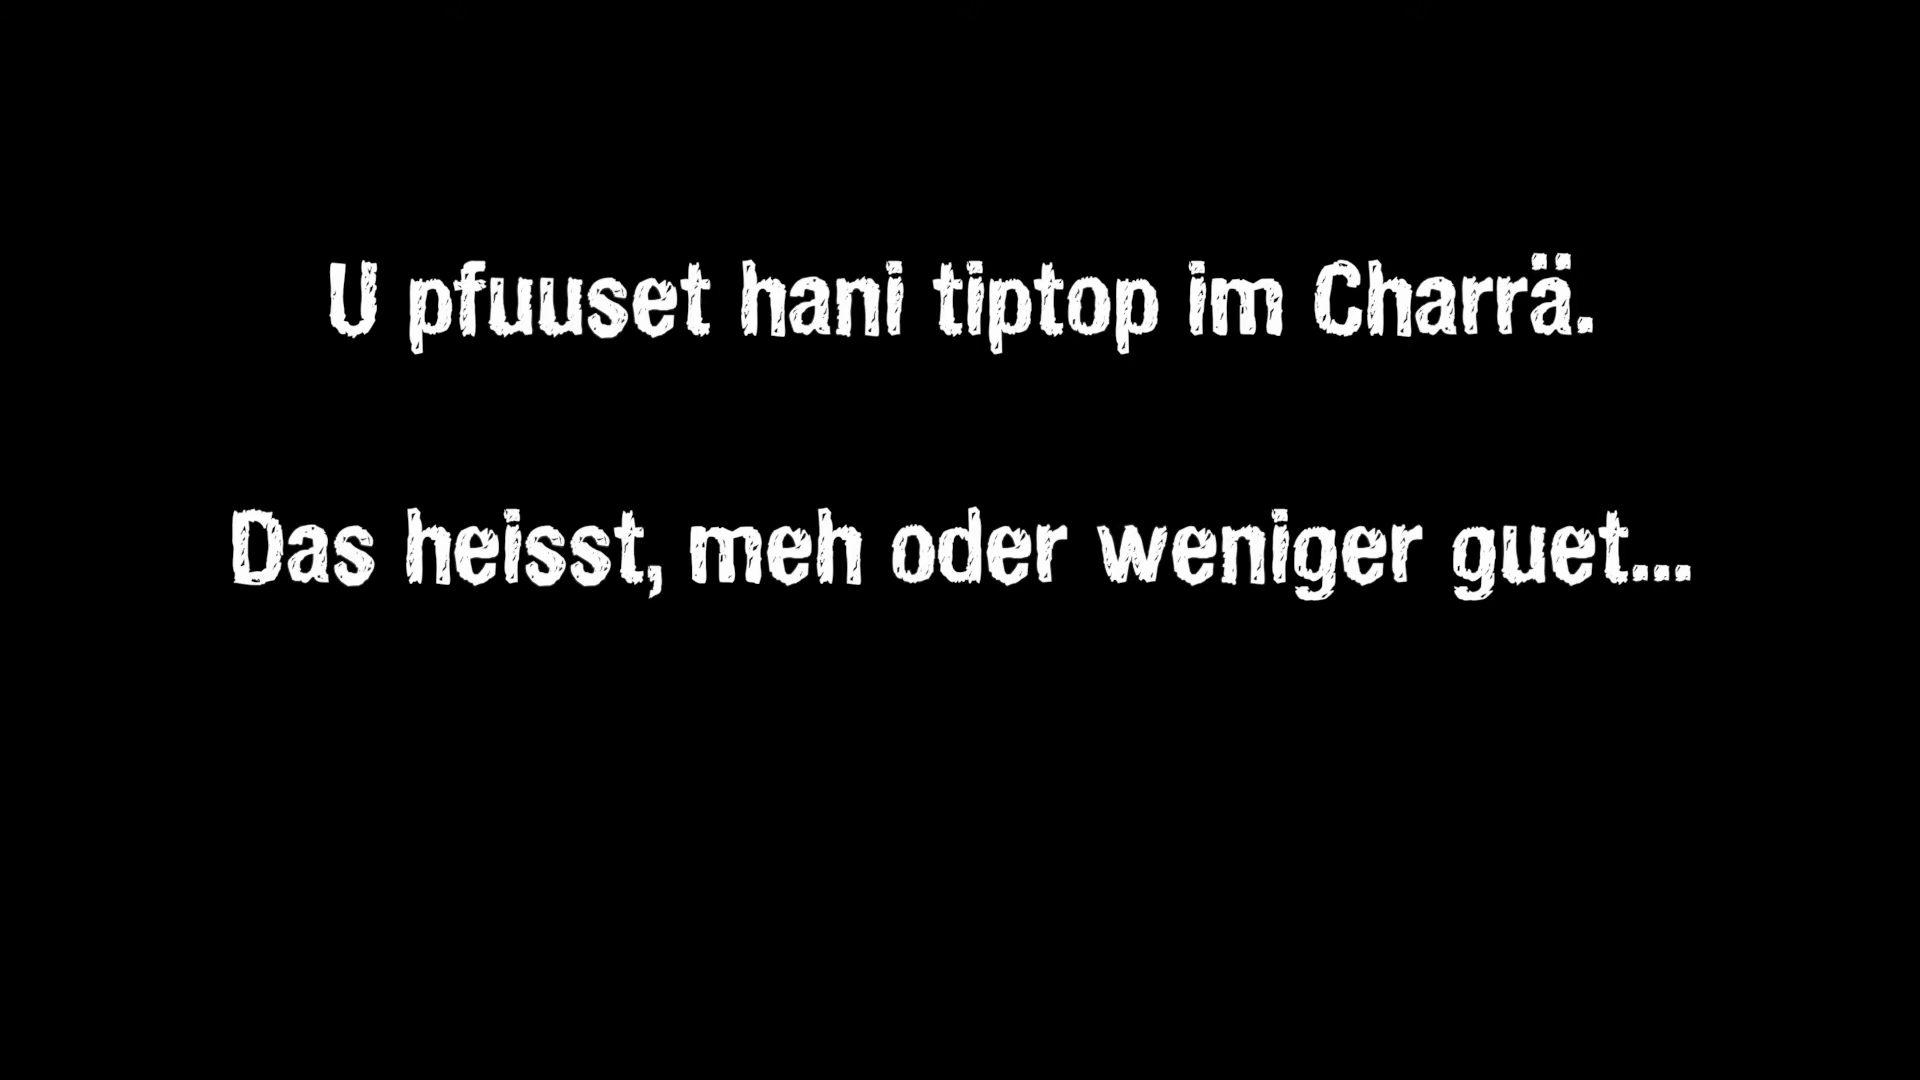 U pfuuset hani tiptop im Charrä.
Das heisst, meh oder weniger guet...